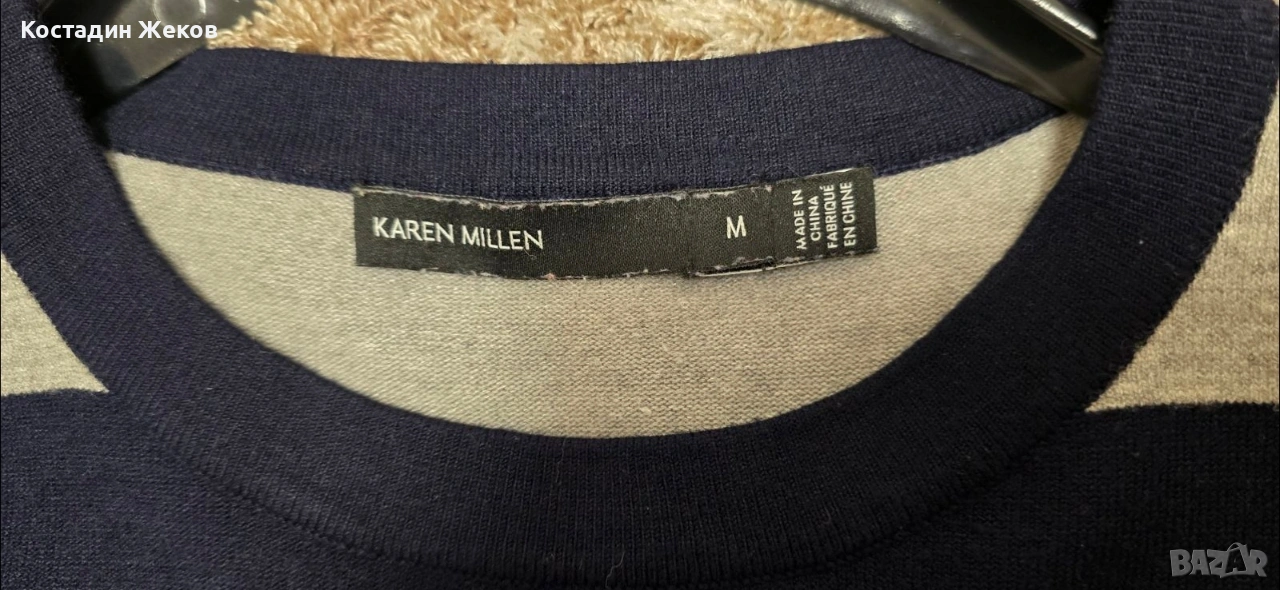 Костадин Жеков
KAREN MILLEN
M
MADE IN
CHINA
FABRIQUÉ
EN CHINE
BAZAR